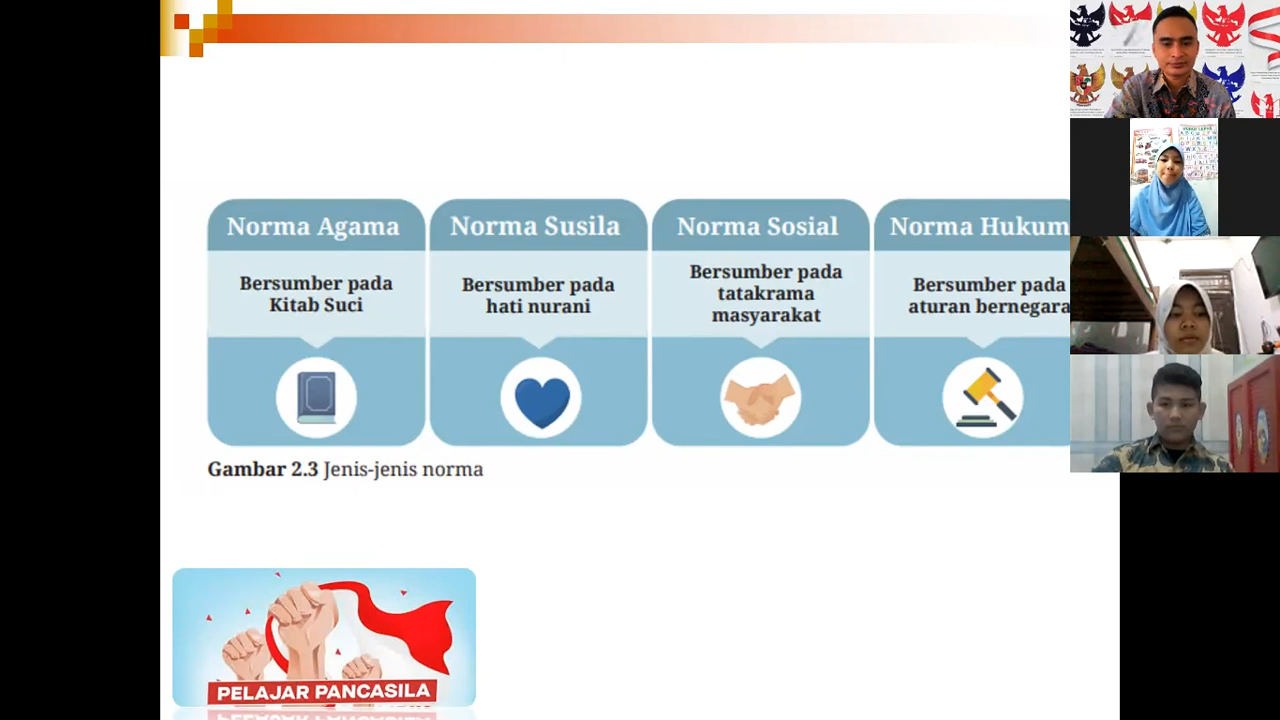 Norma Agama
Bersumber pada
Kitab Suci
Norma Susila
Bersumber pada
hati nurani
Norma Sosial
Bersumber pada
tatakrama
masyarakat
Norma Hukum
Bersumber pada
aturan bernegara
Gambar 2.3 Jenis-jenis norma
PELAJAR PANCASILA